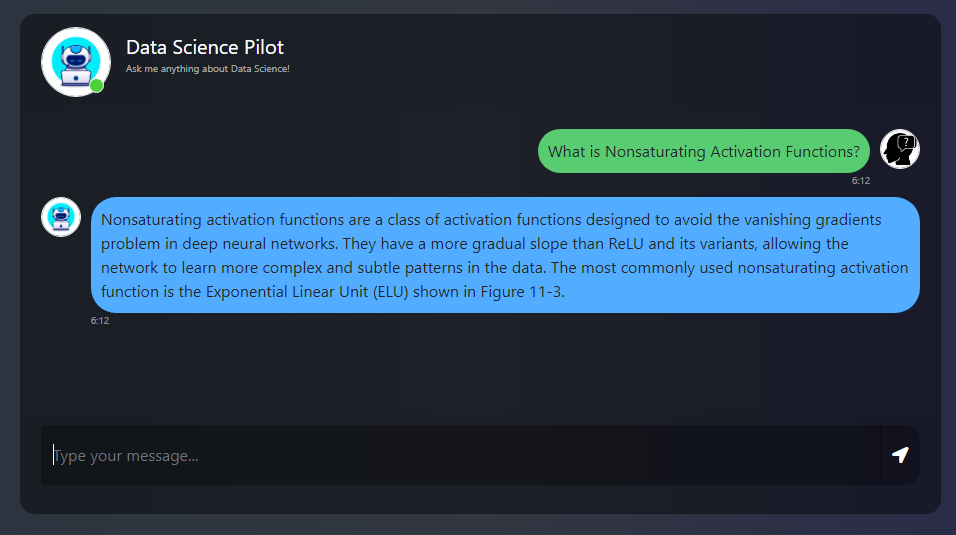 Data Science Pilot
Ask me anything about Data Science!
What is Nonsaturating Activation Functions?
?
6:12
Nonsaturating activation functions are a class of activation functions designed to avoid the vanishing gradients
problem in deep neural networks. They have a more gradual slope than ReLU and its variants, allowing the
network to learn more complex and subtle patterns in the data. The most commonly used nonsaturating activation
function is the Exponential Linear Unit (ELU) shown in Figure 11-3.
6:12
Type your message...